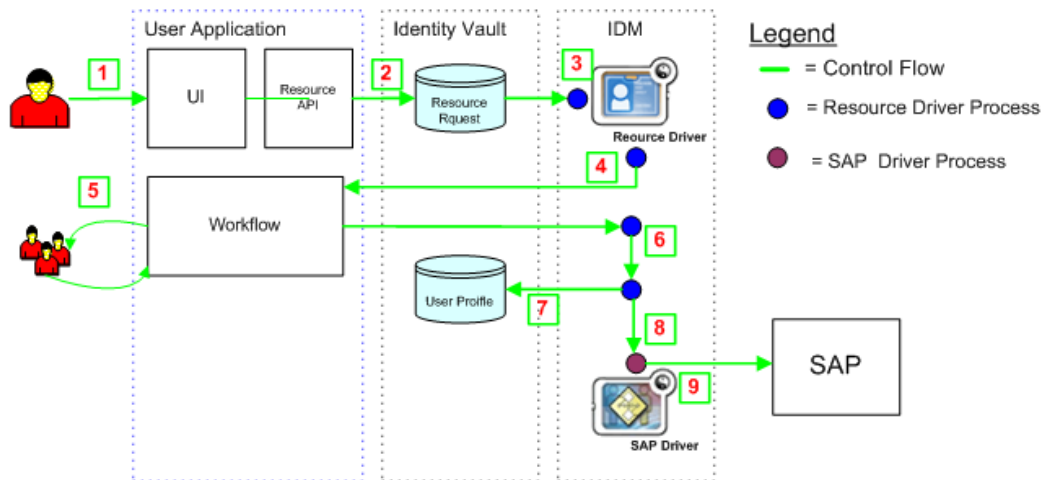 User Application
Identity Vault
IDM
Legend
1
2
3
UI
Resource
API
Resource
Rquest
Reource Driver
= Control Flow
= Resource Driver Process
= SAP  Driver Process
4
5
Workflow
6
User Proifle
7
8
9
SAP
SAP Driver